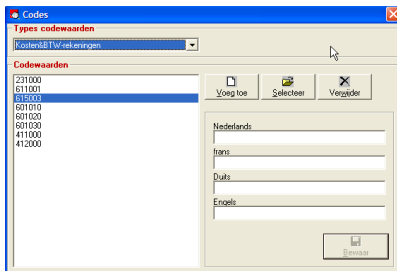 Codes
Types codewaarden
Kosten&BTW-rekeningen
Codewaarden
231000
611001
615003
601010
601020
601030
411000
412000
Voeg toe
Selecteer
Verwijder
Nederlands
frans
Duits
Engels
Bewaar